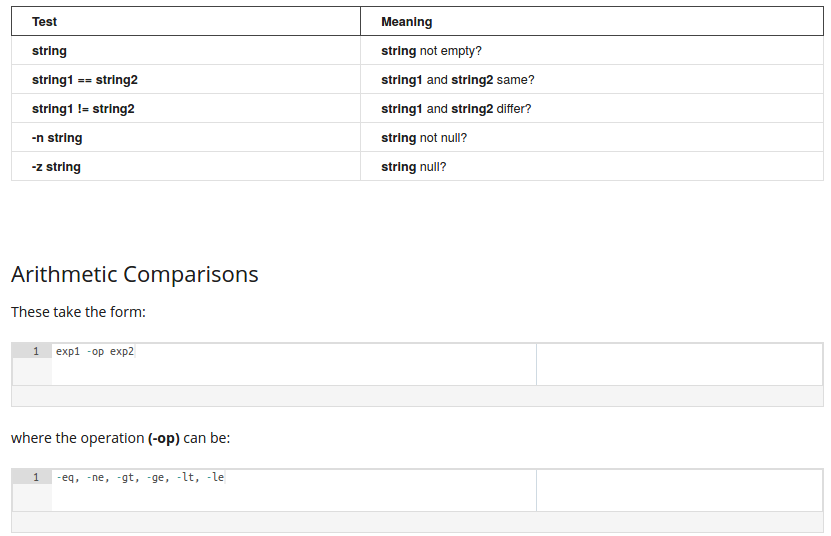 Test Meaning
string string not empty?
string1 == string2 string1 and string2 same?
string1 != string2 string1 and string2 differ?
-n string string not null?
-z string string null?
Arithmetic Comparisons
These take the form:
1 exp1 -op exp2
where the operation (-op) can be:
1 -eq, -ne, -gt, -ge, -lt, -le